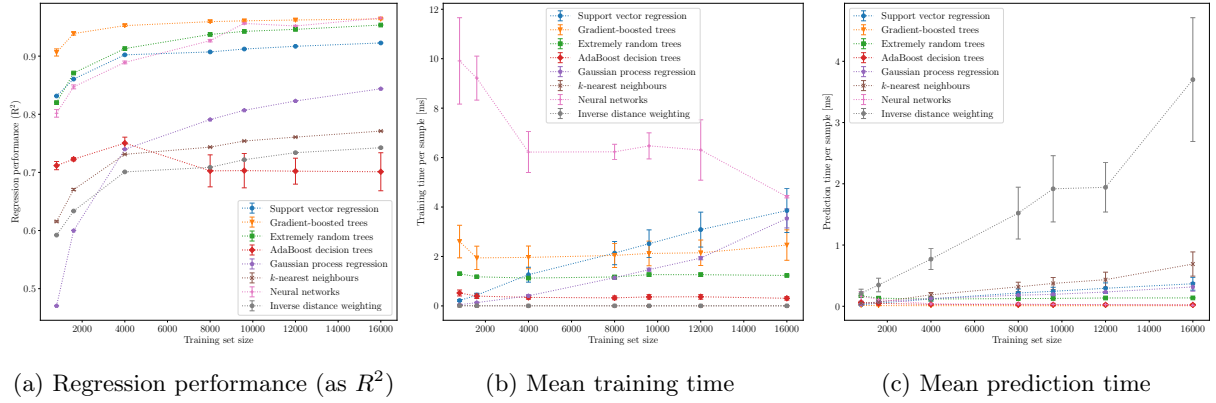 Regression performance (R²)
0.9
0.8
0.7
0.6
0.5
Support vector regression
Gradient-boosted trees
Extremely random trees
AdaBoost decision trees
Gaussian process regression
k-nearest neighbours
Neural networks
Inverse distance weighting
2000 4000 6000 8000 10000 12000 14000 16000
Training set size
(a) Regression performance (as R²)
Training time per sample [ms]
12
10
8
6
4
2
0
Support vector regression
Gradient-boosted trees
Extremely random trees
AdaBoost decision trees
Gaussian process regression
k-nearest neighbours
Neural networks
Inverse distance weighting
2000 4000 6000 8000 10000 12000 14000 16000
Training set size
(b) Mean training time
Prediction time per sample [ms]
4
3
2
1
0
Support vector regression
Gradient-boosted trees
Extremely random trees
AdaBoost decision trees
Gaussian process regression
k-nearest neighbours
Neural networks
Inverse distance weighting
2000 4000 6000 8000 10000 12000 14000 16000
Training set size
(c) Mean prediction time